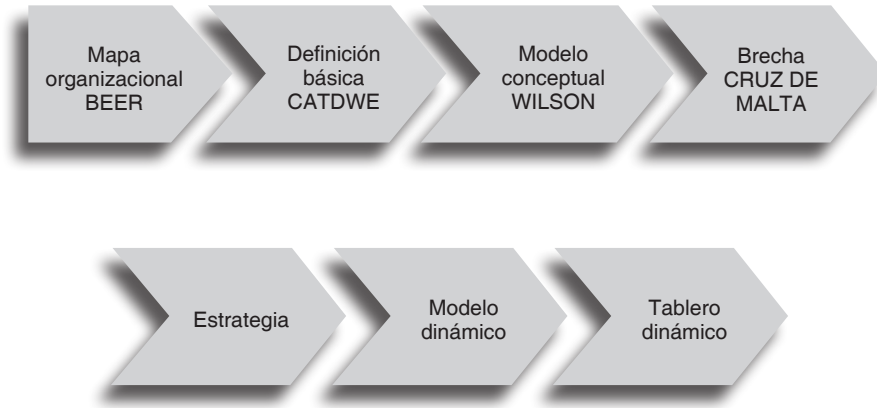 Mapa
organizacional
BEER
Definición
básica
CATDWE
Modelo
conceptual
WILSON
Brecha
CRUZ DE
MALTA
Estrategia
Modelo
dinámico
Tablero
dinámico